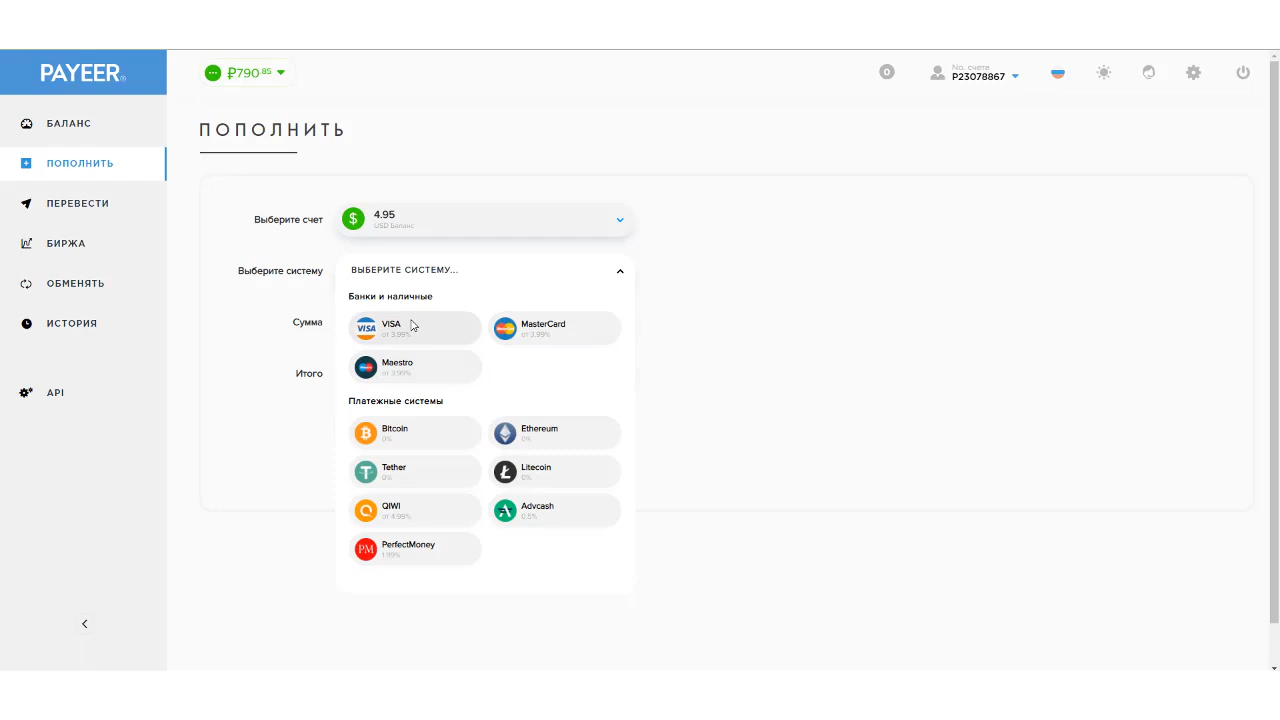 PAYEER®
₽790.85
0
No. счета
P23078867
БАЛАНС
ПОПОЛНИТЬ
ПЕРЕВЕСТИ
БИРЖА
ОБМЕНЯТЬ
ИСТОРИЯ
API
ПОПОЛНИТЬ
Выберите счет
$
4.95
USD Баланс
Выберите систему
ВЫБЕРИТЕ СИСТЕМУ...
Банки и наличные
VISA
VISA
от 3.99%
MasterCard
от 3.99%
Сумма
Maestro
от 3.99%
Итого
Платежные системы
Bitcoin
0%
Ethereum
0%
Tether
0%
Litecoin
0%
QIWI
от 4.99%
Advcash
0.5%
PM
PerfectMoney
1.99%